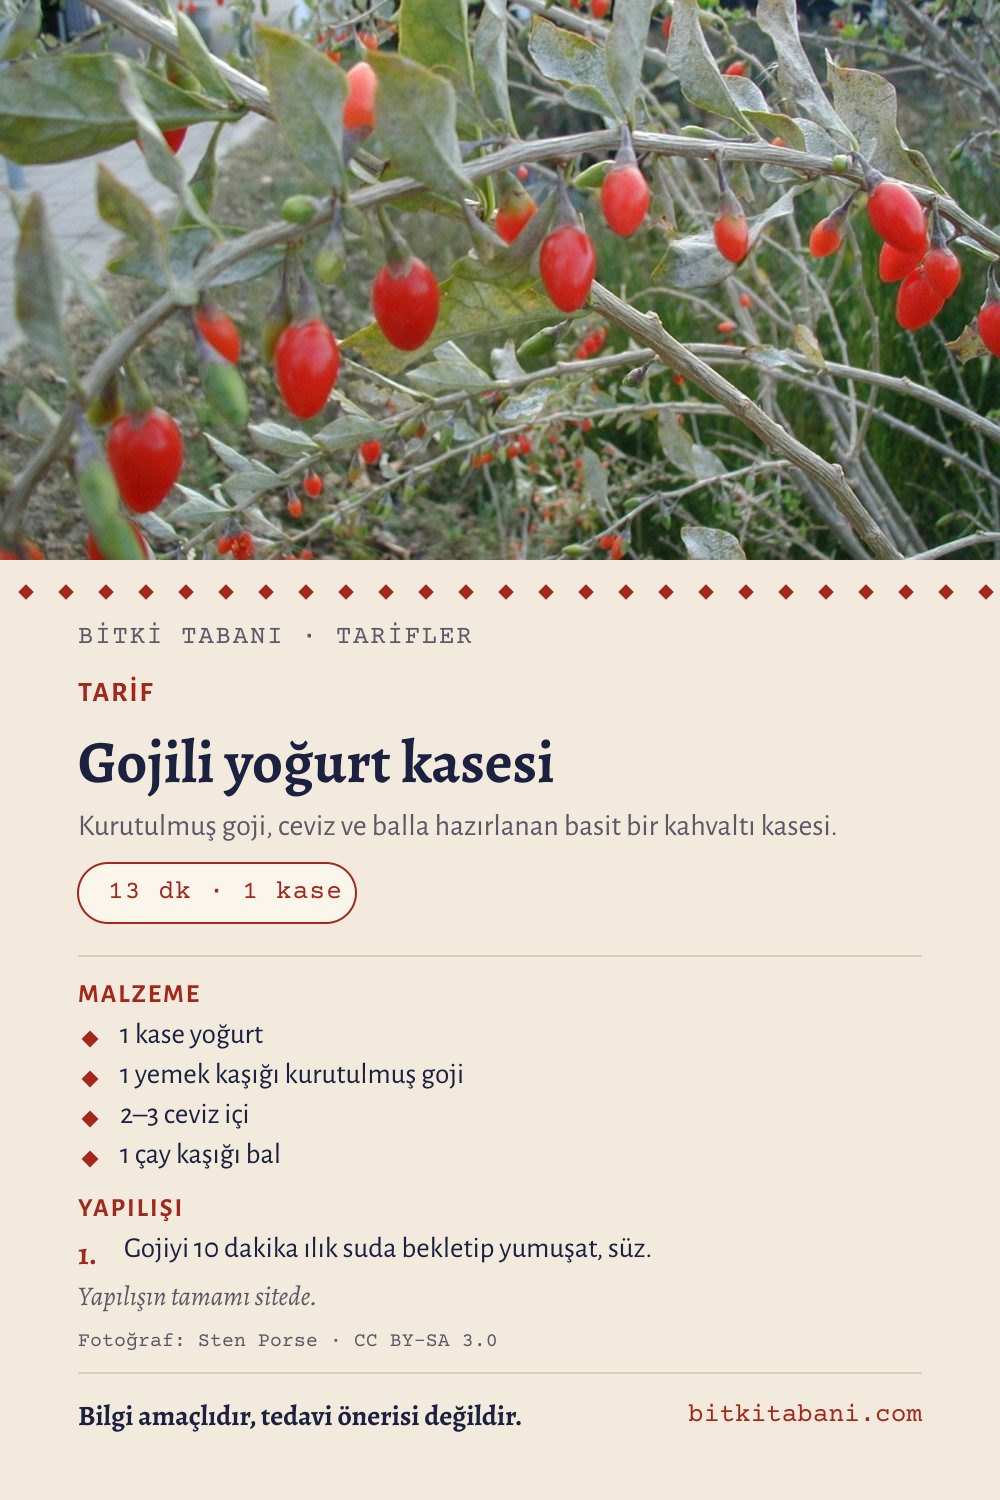 BİTKİ TABANI · TARİFLER
TARİF
Gojili yoğurt kasesi
Kurutulmuş goji, ceviz ve balla hazırlanan basit bir kahvaltı kasesi.
13 dk · 1 kase
MALZEME
1 kase yoğurt
1 yemek kaşığı kurutulmuş goji
2–3 ceviz içi
1 çay kaşığı bal
YAPILIŞI
1. Gojiyi 10 dakika ılık suda bekletip yumuşat, süz.
Yapılışın tamamı sitede.
Fotoğraf: Sten Porse · CC BY-SA 3.0
Bilgi amaçlıdır, tedavi önerisi değildir.
bitkitabani.com